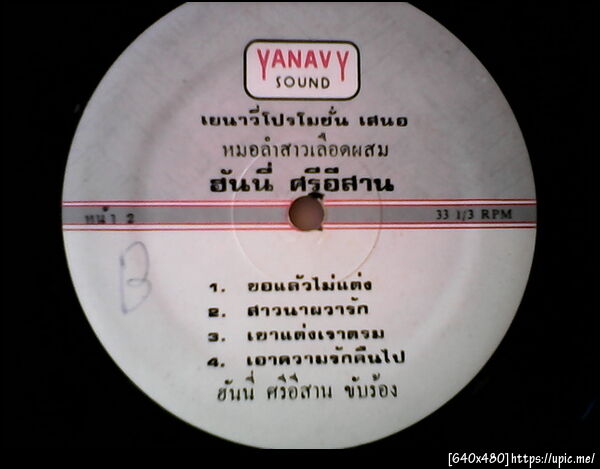 YANAVY
SOUND
เยนาวี่โปรโมชั่น เสนอ
หมอลำสาวเลือดผสม
ฮันนี่ ศรีอีสาน
หน้า 2
33 1/3 RPM
B
1. ขอแล้วไม่แต่ง
2. สาวนาผวารัก
3. เขาแต่งเราตรม
4. เอาความรักคืนไป
ฮันนี่ ศรีอีสาน ขับร้อง
[640x480]https://upic.me/